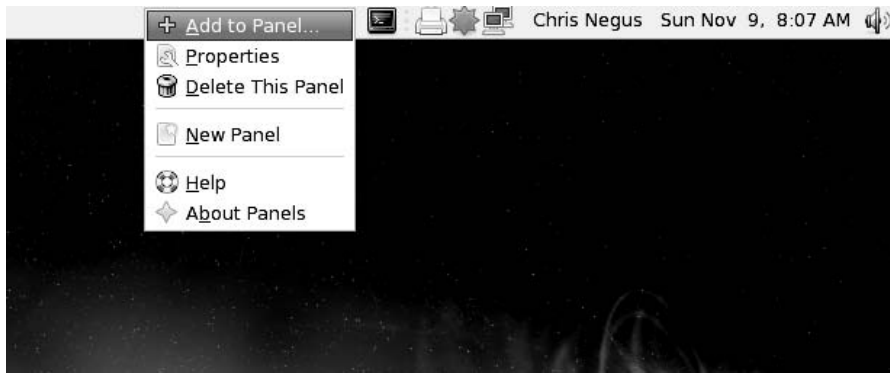 Add to Panel... Chris Negus Sun Nov 9, 8:07 AM
Properties
Delete This Panel
New Panel
Help
About Panels